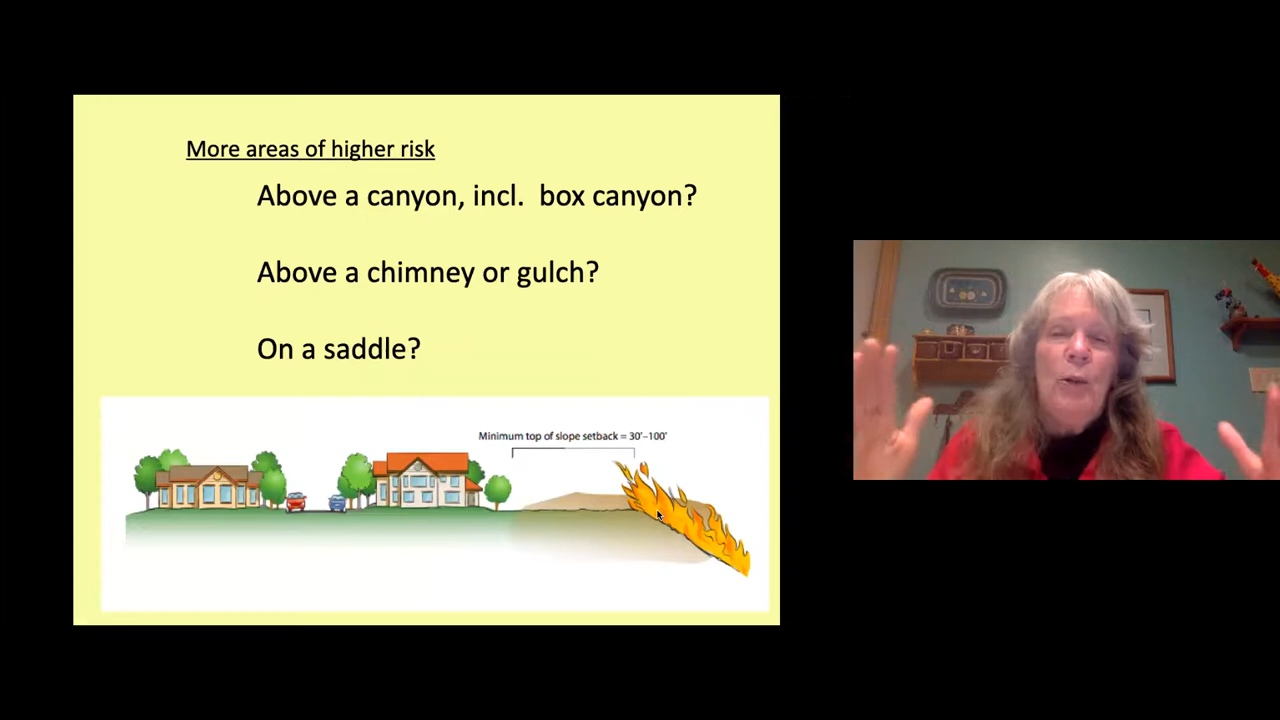 More areas of higher risk
Above a canyon, incl.  box canyon?
Above a chimney or gulch?
On a saddle?
Minimum top of slope setback = 30'–100'